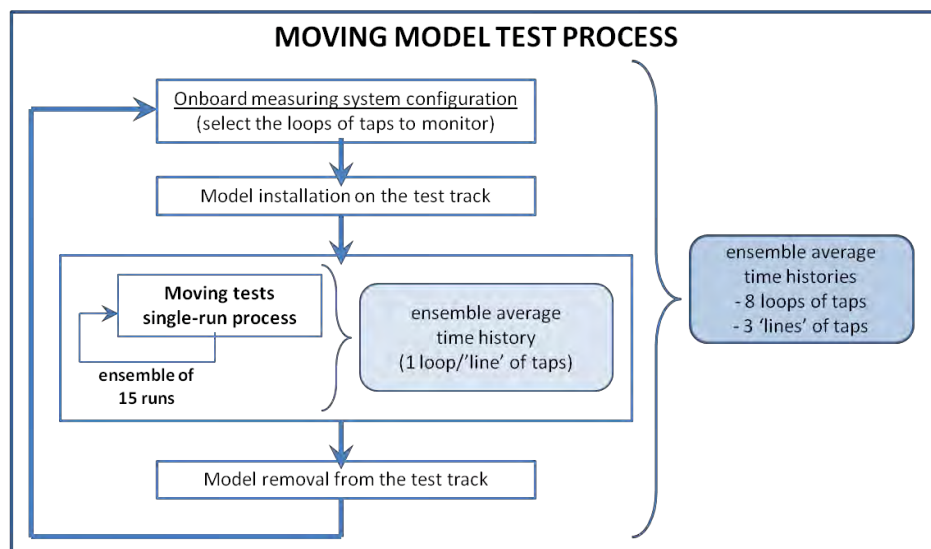 MOVING MODEL TEST PROCESS
Onboard measuring system configuration
(select the loops of taps to monitor)
Model installation on the test track
Moving tests
single-run process
ensemble of
15 runs
ensemble average
time history
(1 loop/'line' of taps)
Model removal from the test track
ensemble average
time histories
- 8 loops of taps
- 3 'lines' of taps